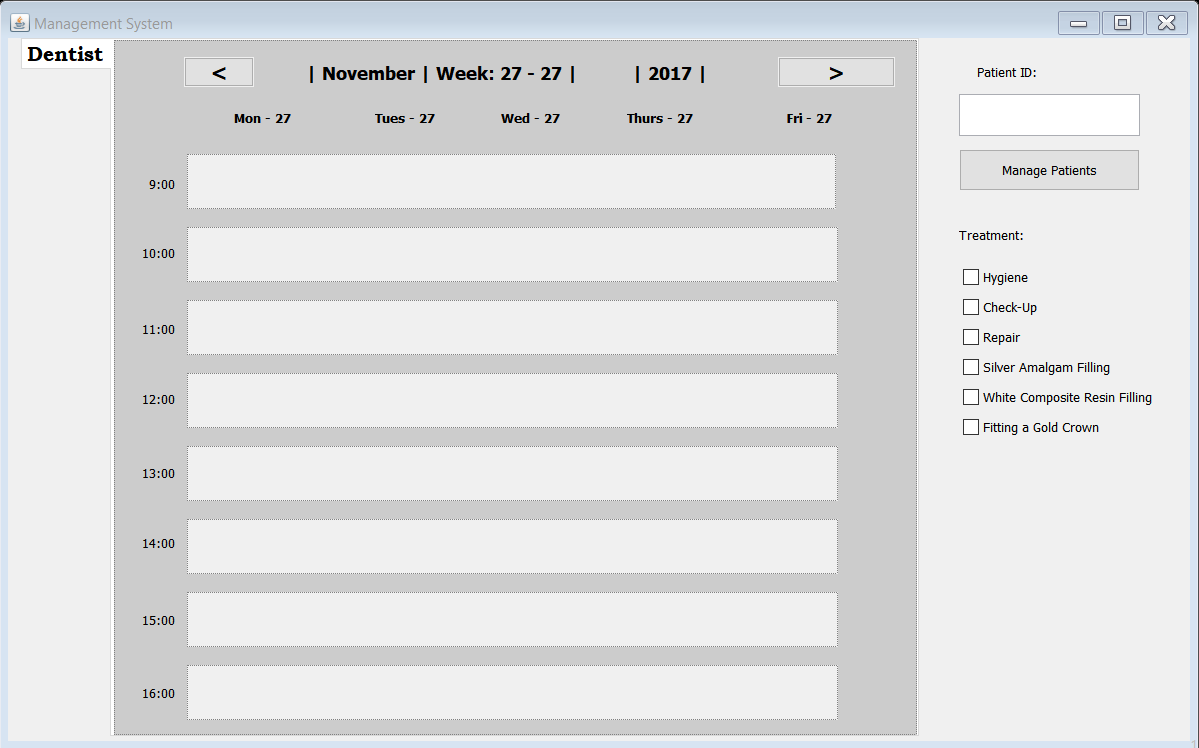 Management System
Dentist
< | November | Week: 27 - 27 | | 2017 | >
Mon - 27 Tues - 27 Wed - 27 Thurs - 27 Fri - 27
9:00
10:00
11:00
12:00
13:00
14:00
15:00
16:00
Patient ID:
Manage Patients
Treatment:
Hygiene
Check-Up
Repair
Silver Amalgam Filling
White Composite Resin Filling
Fitting a Gold Crown